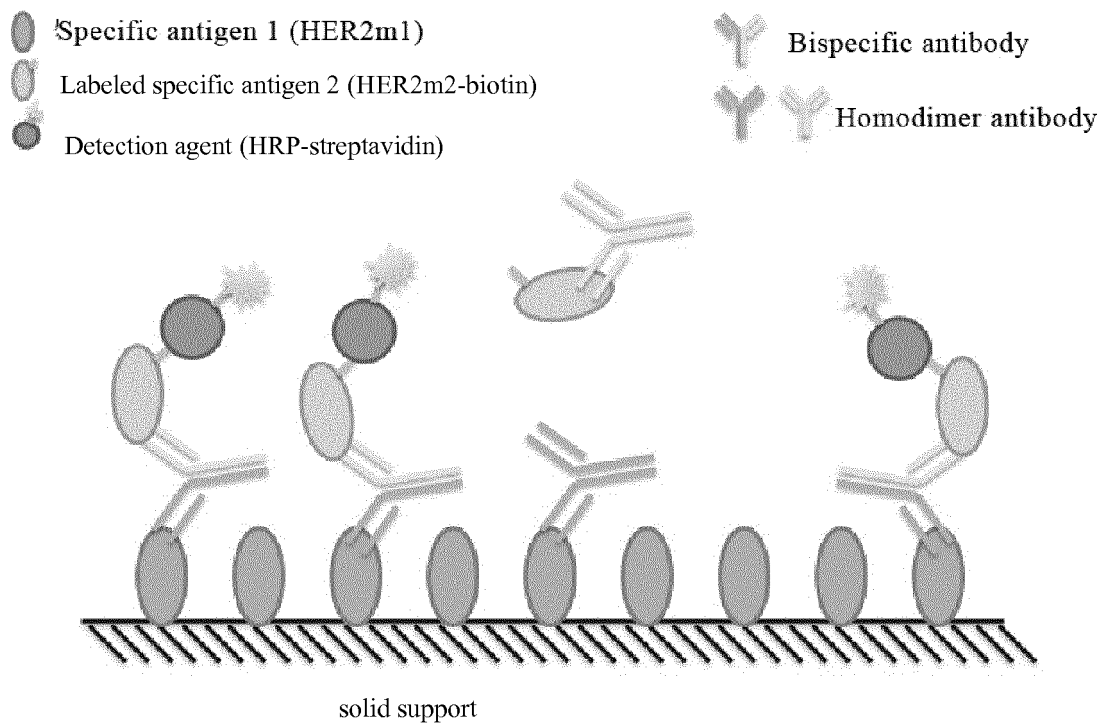 Specific antigen 1 (HER2m1)
Labeled specific antigen 2 (HER2m2-biotin)
Detection agent (HRP-streptavidin)
Bispecific antibody
Homodimer antibody
solid support